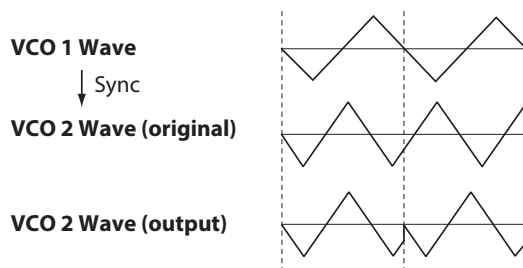 VCO 1 Wave
Sync
VCO 2 Wave (original)
VCO 2 Wave (output)